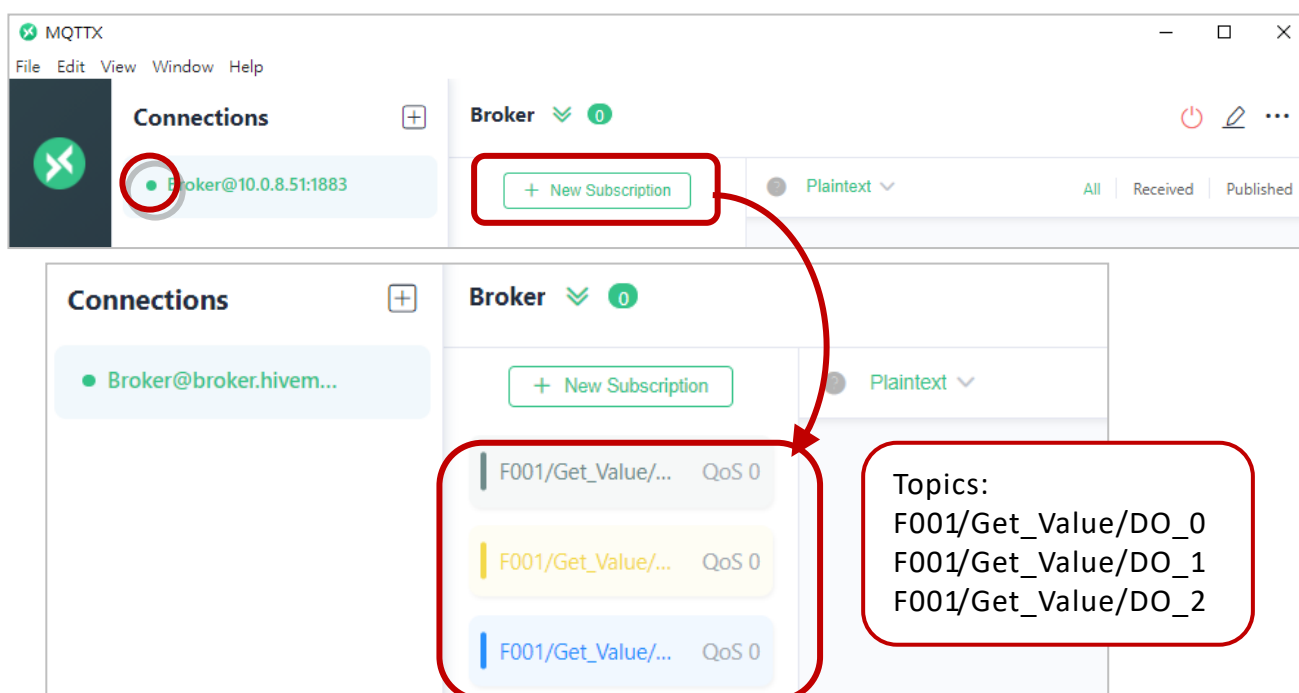 MQTTX
File Edit View Window Help
Connections
Broker 0
Broker@10.0.8.51:1883
+ New Subscription
? Plaintext
All Received Published
Connections
Broker 0
Broker@broker.hivem...
+ New Subscription
? Plaintext
F001/Get_Value/... QoS 0
F001/Get_Value/... QoS 0
F001/Get_Value/... QoS 0
Topics:
F001/Get_Value/DO_0
F001/Get_Value/DO_1
F001/Get_Value/DO_2